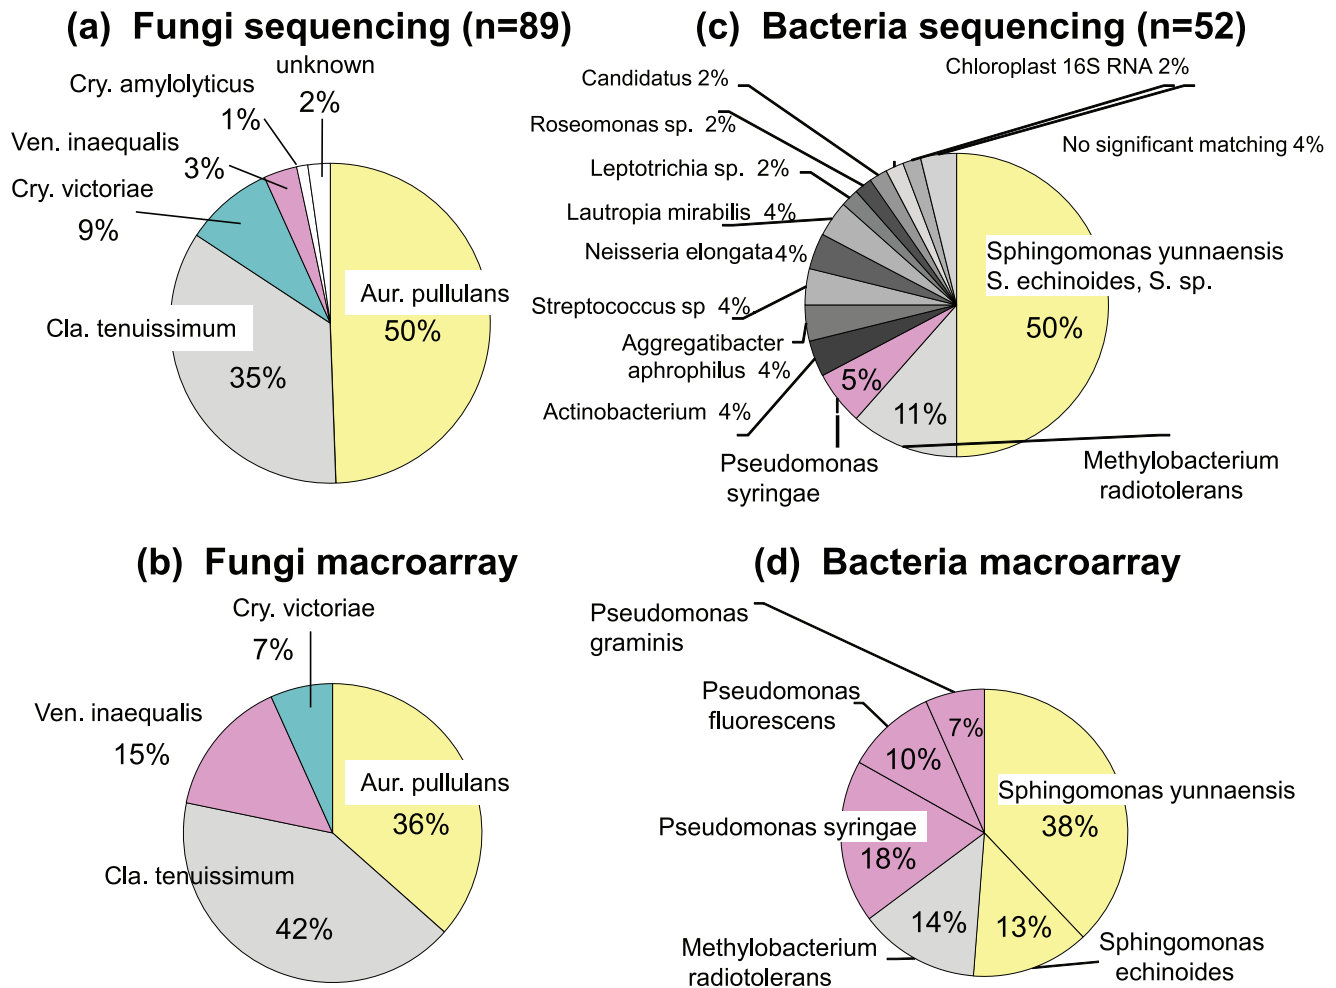 (a) Fungi sequencing (n=89)
unknown
2%
Cry. amylolyticus
1%
Ven. inaequalis
3%
Cry. victoriae
9%
Aur. pullulans
50%
Cla. tenuissimum
35%
(c) Bacteria sequencing (n=52)
Candidatus 2%
Chloroplast 16S RNA 2%
Roseomonas sp. 2%
No significant matching 4%
Leptotrichia sp. 2%
Lautropia mirabilis 4%
Neisseria elongata 4%
Streptococcus sp 4%
Aggregatibacter
aphrophilus 4%
Actinobacterium 4%
Sphingomonas yunnaensis
S. echinoides, S. sp.
50%
5%
11%
Pseudomonas
syringae
Methylobacterium
radiotolerans
(b) Fungi macroarray
Cry. victoriae
7%
Ven. inaequalis
15%
Aur. pullulans
36%
Cla. tenuissimum
42%
(d) Bacteria macroarray
Pseudomonas
graminis
7%
Pseudomonas
fluorescens
10%
Sphingomonas yunnaensis
38%
Pseudomonas syringae
18%
14%
13%
Methylobacterium
radiotolerans
Sphingomonas
echinoides